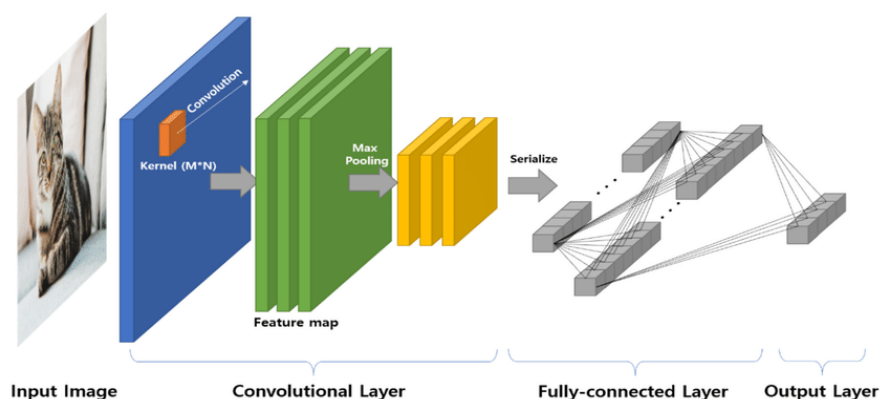 Convolution
Kernel (M*N)
Max
Pooling
Serialize
Feature map
Input Image
Convolutional Layer
Fully-connected Layer
Output Layer